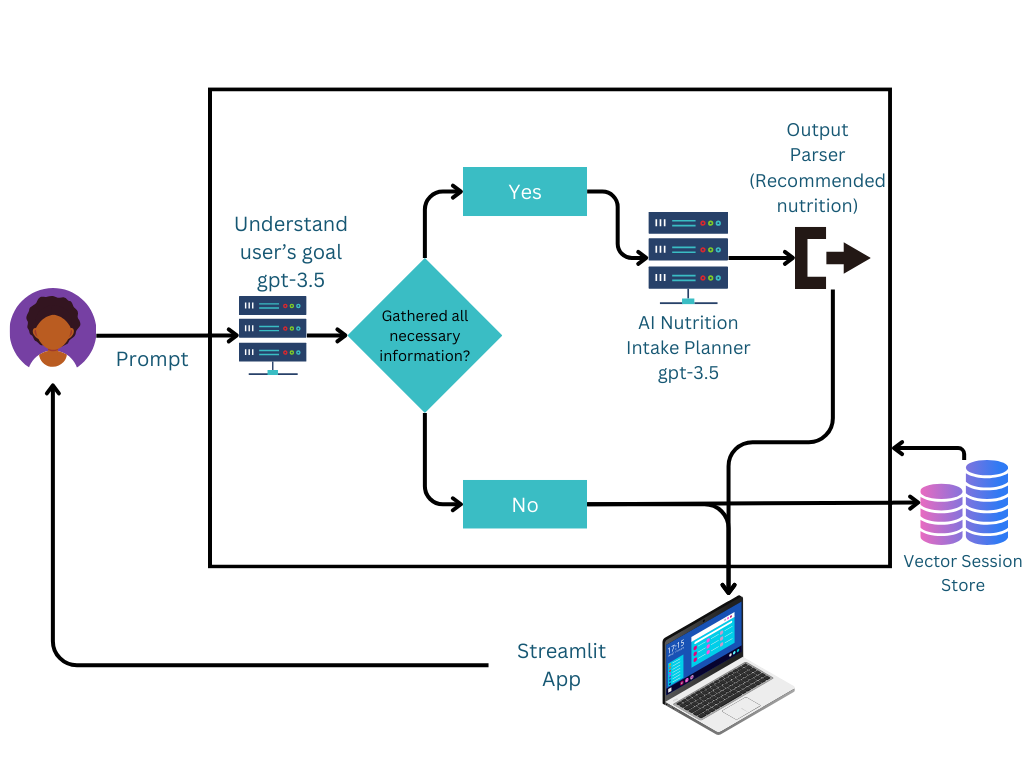 Output
Parser
(Recommended
nutrition)
Yes
Understand
user’s goal
gpt-3.5
Gathered all
necessary
information?
AI Nutrition
Intake Planner
gpt-3.5
Prompt
No
Vector Session
Store
Streamlit
App
17:15